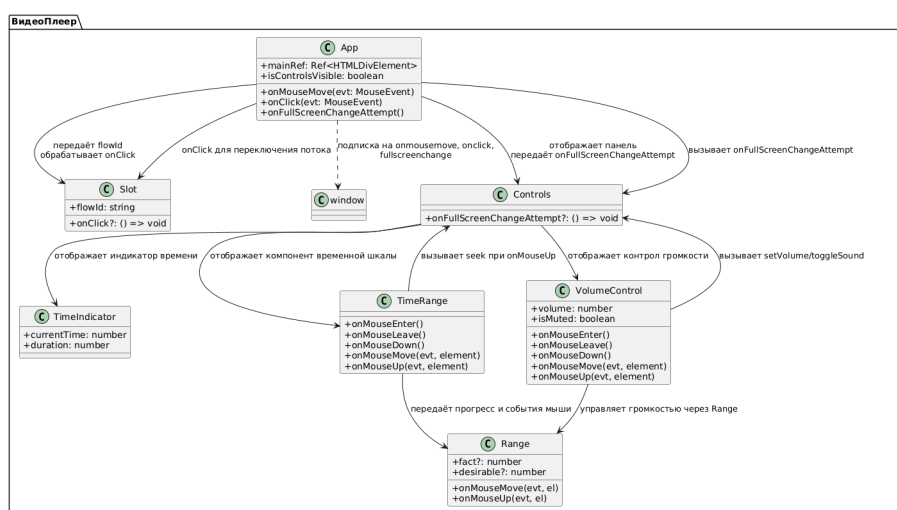 ВидеоПлеер
C App
+mainRef: Ref<HTMLDivElement>
+isControlsVisible: boolean
+onMouseMove(evt: MouseEvent)
+onClick(evt: MouseEvent)
+onFullScreenChangeAttempt()
передаёт flowId
обрабатывает onClick
onClick для переключения потока
подписка на onmousemove, onclick,
fullscreenchange
отображает панель
передаёт onFullScreenChangeAttempt
вызывает onFullScreenChangeAttempt
C Slot
+flowId: string
+onClick?: () => void
C window
C Controls
+onFullScreenChangeAttempt?: () => void
отображает индикатор времени
отображает компонент временной шкалы
вызывает seek при onMouseUp
отображает контрол громкости
вызывает setVolume/toggleSound
C TimeIndicator
+currentTime: number
+duration: number
C TimeRange
+onMouseEnter()
+onMouseLeave()
+onMouseDown()
+onMouseMove(evt, element)
+onMouseUp(evt, element)
C VolumeControl
+volume: number
+isMuted: boolean
+onMouseEnter()
+onMouseLeave()
+onMouseDown()
+onMouseMove(evt, element)
+onMouseUp(evt, element)
передаёт прогресс и события мыши
управляет громкостью через Range
C Range
+fact?: number
+desirable?: number
+onMouseMove(evt, el)
+onMouseUp(evt, el)